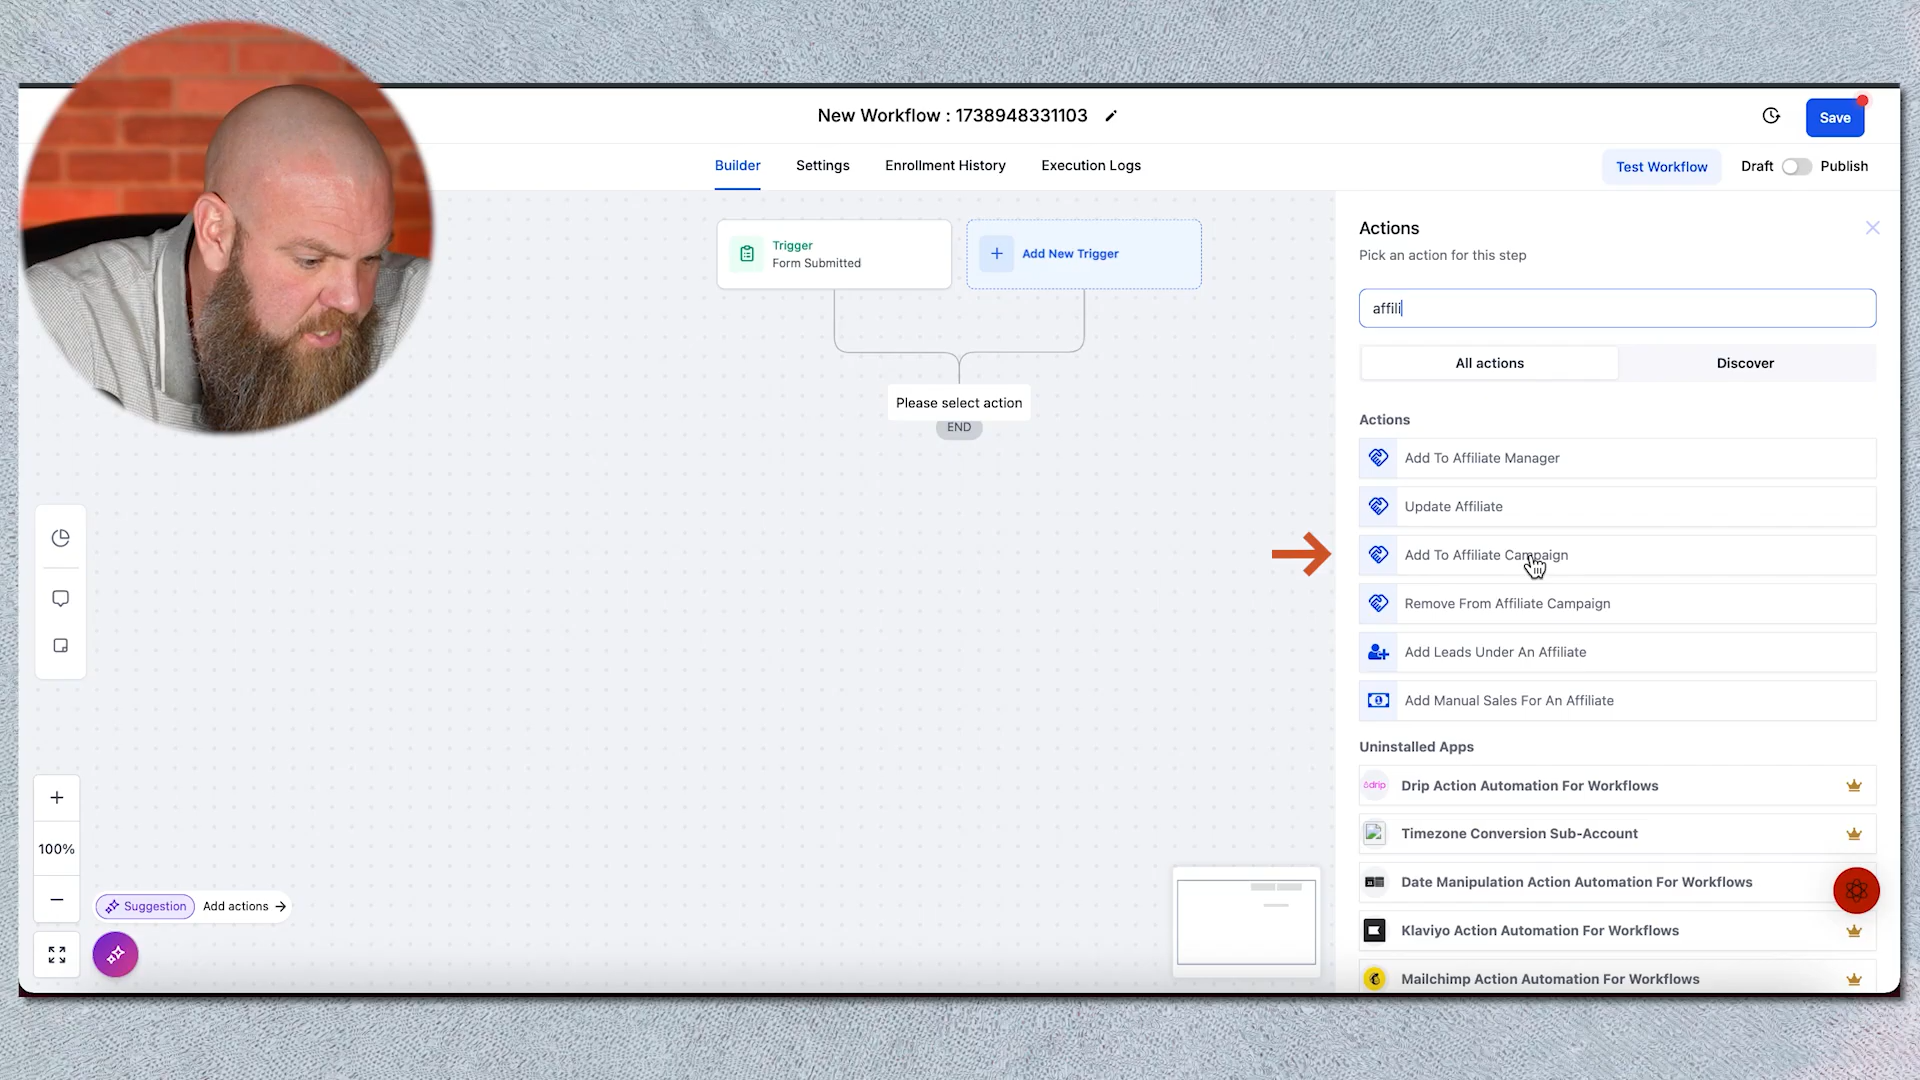 New Workflow : 1738948331103
Save
Builder
Settings
Enrollment History
Execution Logs
Test Workflow
Draft
Publish
Trigger
Form Submitted
Add New Trigger
Please select action
END
Actions
Pick an action for this step
affili
All actions
Discover
Actions
Add To Affiliate Manager
Update Affiliate
Add To Affiliate Campaign
Remove From Affiliate Campaign
Add Leads Under An Affiliate
Add Manual Sales For An Affiliate
Uninstalled Apps
drip
Drip Action Automation For Workflows
Timezone Conversion Sub-Account
Date Manipulation Action Automation For Workflows
Klaviyo Action Automation For Workflows
Mailchimp Action Automation For Workflows
100%
Suggestion
Add actions